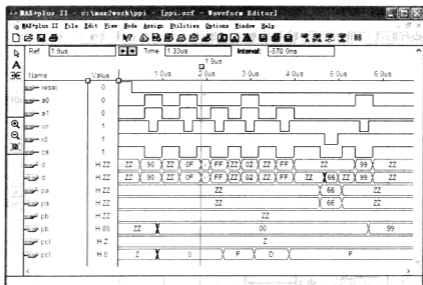 MAX+plus II - c:\max2work\ppi - [ppi.scf - Waveform Editor]
MAX+plus II File Edit View Node Assign Utilities Options Window Help
Ref: 1.9us Time: 1.33us Interval: -570.0ns
1.9us
Name: Value: 1.0us 2.0us 3.0us 4.0us 5.0us 6.0us
reset 0
a0 0
a1 0
wr 1
rd 1
cs 1
d H ZZ ZZ 90 ZZ 0F FF ZZ 02 ZZ FF ZZ 99 ZZ
d H ZZ ZZ 90 ZZ 0F FF ZZ 02 ZZ FF ZZ 66 ZZ 99 ZZ
pa H ZZ ZZ 66 ZZ
pa H ZZ ZZ 66 ZZ
pb H ZZ ZZ
pb H 00 ZZ 00 99
pcl H Z Z
pcl H 0 Z 0 F D F